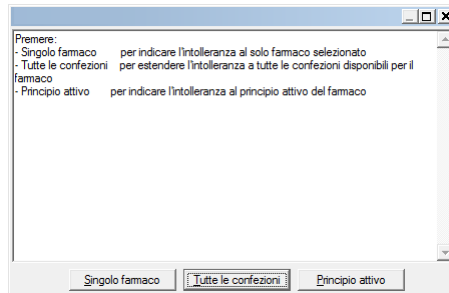 Premere:
- Singolo farmaco per indicare l'intolleranza al solo farmaco selezionato
- Tutte le confezioni per estendere l'intolleranza a tutte le confezioni disponibili per il
farmaco
- Principio attivo per indicare l'intolleranza al principio attivo del farmaco
Singolo farmaco Tutte le confezioni Principio attivo